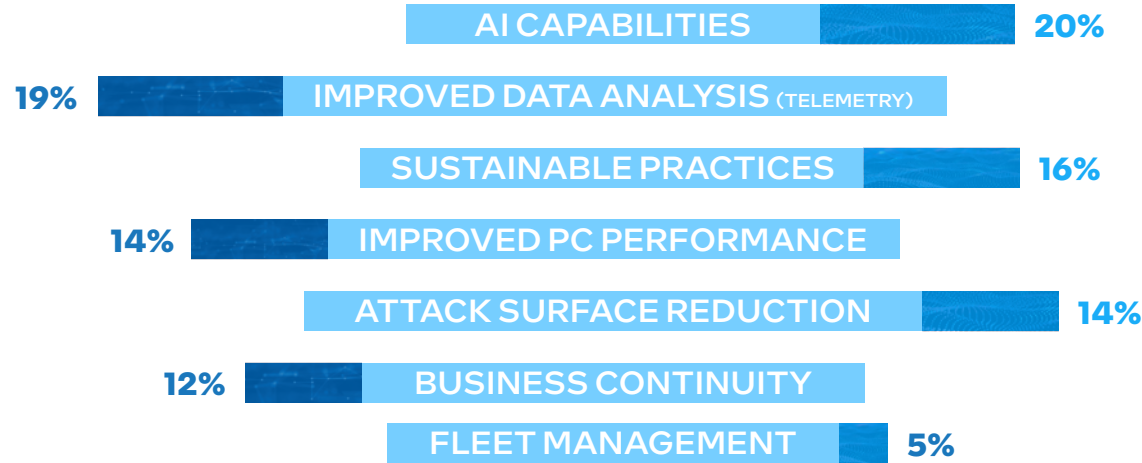 AI CAPABILITIES 20%
19% IMPROVED DATA ANALYSIS (TELEMETRY)
SUSTAINABLE PRACTICES 16%
14% IMPROVED PC PERFORMANCE
ATTACK SURFACE REDUCTION 14%
12% BUSINESS CONTINUITY
FLEET MANAGEMENT 5%